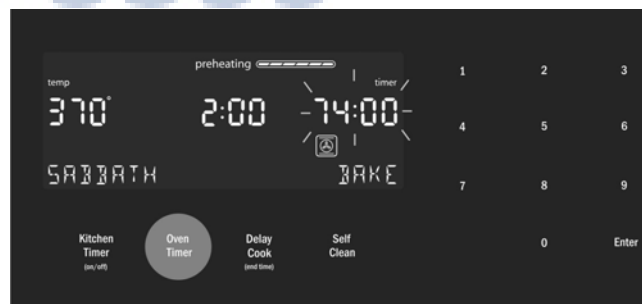 preheating
temp
timer
370°
2:00
74:00
SABBATH
BAKE
Kitchen
Timer
(on/off)
Oven
Timer
Delay
Cook
(end time)
Self
Clean
1 2 3
4 5 6
7 8 9
0 Enter